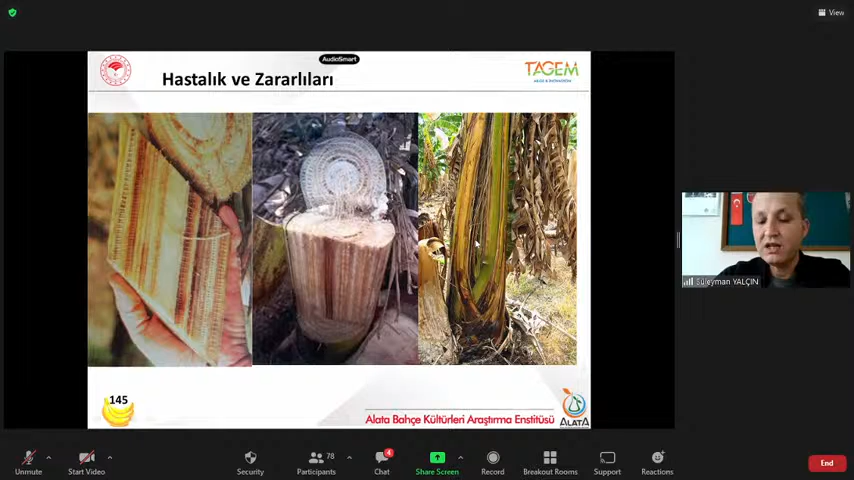 View
AudioSmart
Hastalık ve Zararlıları
TAGEM
145
Alata Bahçe Kültürleri Araştırma Enstitüsü
ALATA
Süleyman YALÇIN
Unmute
Start Video
Security
78
Participants
4
Chat
Share Screen
Record
Breakout Rooms
Support
Reactions
End